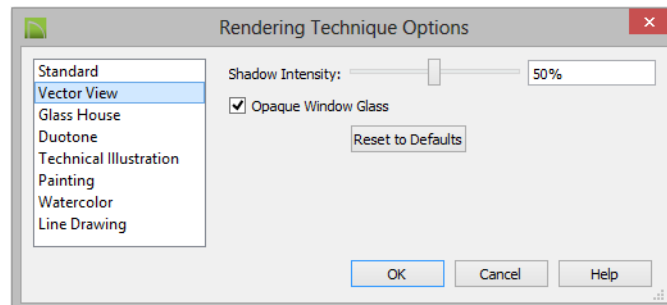 Rendering Technique Options
Standard
Vector View
Glass House
Duotone
Technical Illustration
Painting
Watercolor
Line Drawing
Shadow Intensity: 50%
Opaque Window Glass
Reset to Defaults
OK Cancel Help